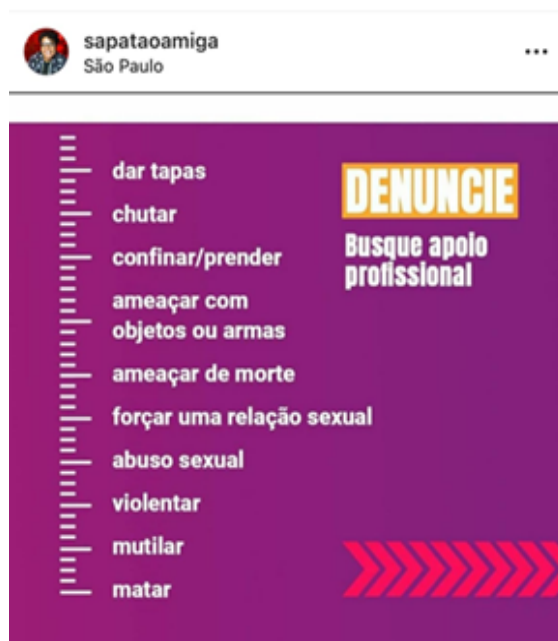 sapataoamiga
São Paulo
dar tapas
chutar
confinar/prender
ameaçar com
objetos ou armas
ameaçar de morte
forçar uma relação sexual
abuso sexual
violentar
mutilar
matar
DENUNCIE
Busque apoio
profissional